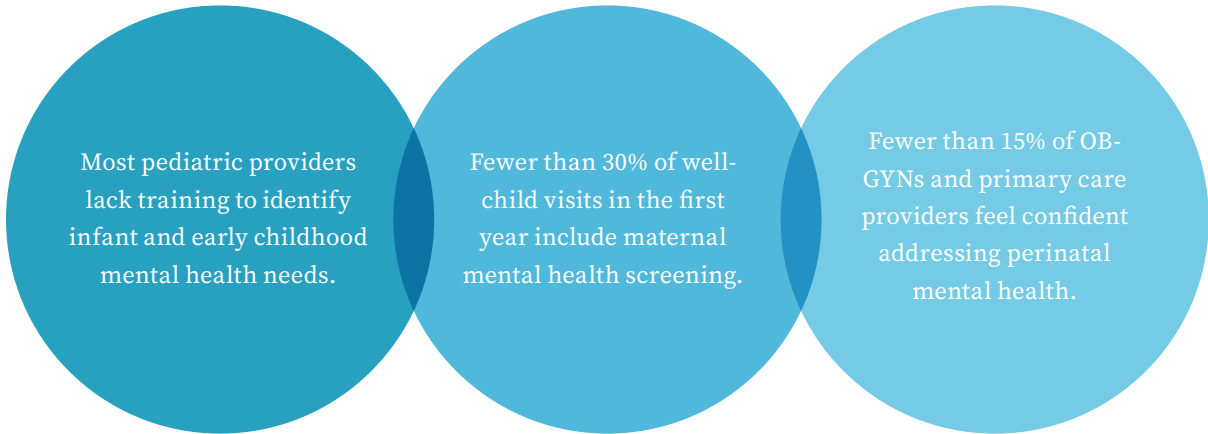 Most pediatric providers
lack training to identify
infant and early childhood
mental health needs.
Fewer than 30% of well-
child visits in the first
year include maternal
mental health screening.
Fewer than 15% of OB-
GYNs and primary care
providers feel confident
addressing perinatal
mental health.